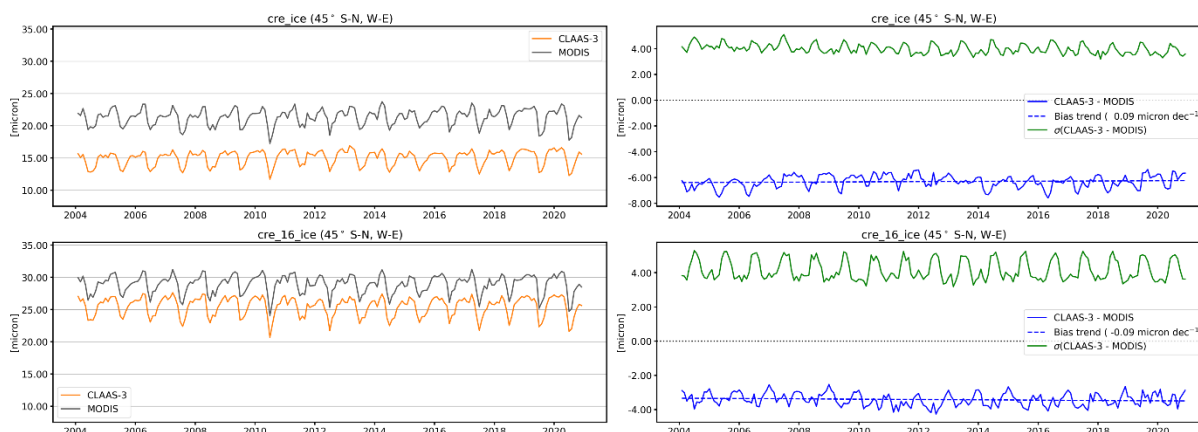 cre_ice (45° S-N, W-E)
35.00
30.00
25.00
20.00
15.00
10.00
[micron]
CLAAS-3
MODIS
2004 2006 2008 2010 2012 2014 2016 2018 2020
cre_ice (45° S-N, W-E)
4.00
2.00
0.00
-2.00
-4.00
-6.00
-8.00
[micron]
CLAAS-3 - MODIS
Bias trend ( 0.09 micron dec⁻¹
σ(CLAAS-3 - MODIS)
2004 2006 2008 2010 2012 2014 2016 2018 2020
cre_16_ice (45° S-N, W-E)
35.00
30.00
25.00
20.00
15.00
10.00
[micron]
CLAAS-3
MODIS
2004 2006 2008 2010 2012 2014 2016 2018 2020
cre_16_ice (45° S-N, W-E)
4.00
2.00
0.00
-2.00
-4.00
[micron]
CLAAS-3 - MODIS
Bias trend ( -0.09 micron dec⁻¹
σ(CLAAS-3 - MODIS)
2004 2006 2008 2010 2012 2014 2016 2018 2020